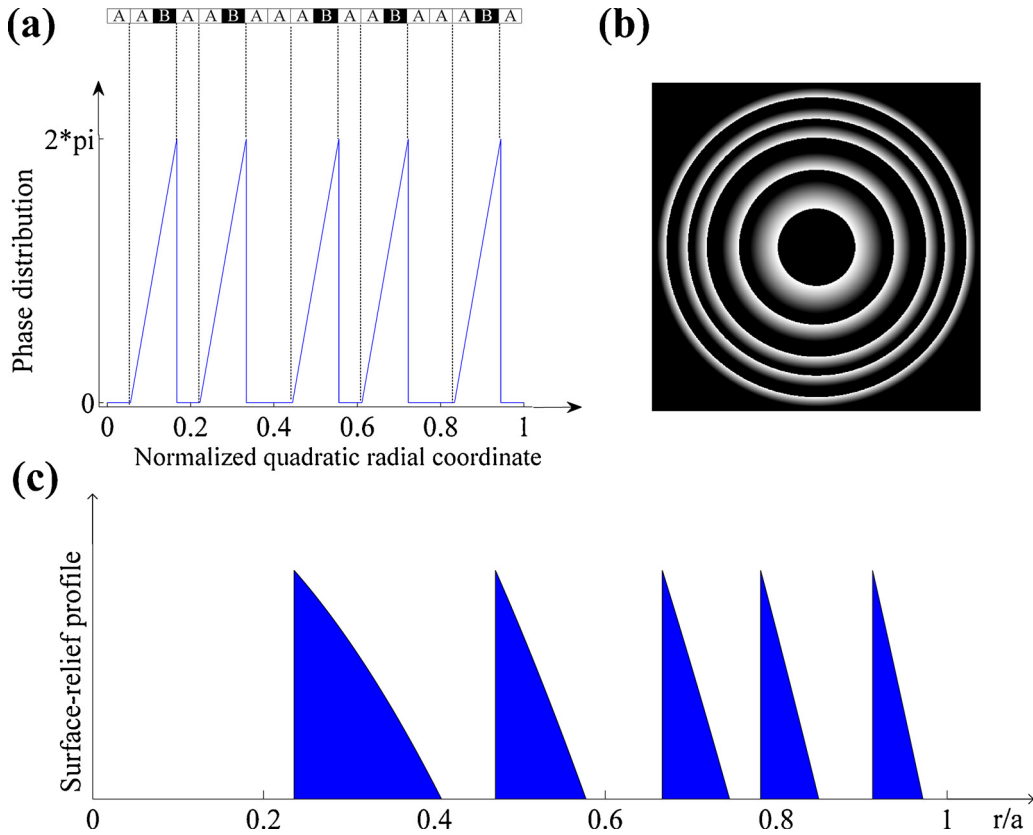 (a)
A A B A A B A A A B A A B A A A B A
2*pi
0
Phase distribution
0 0.2 0.4 0.6 0.8 1
Normalized quadratic radial coordinate
(b)
(c)
Surface-relief profile
0 0.2 0.4 0.6 0.8 1 r/a